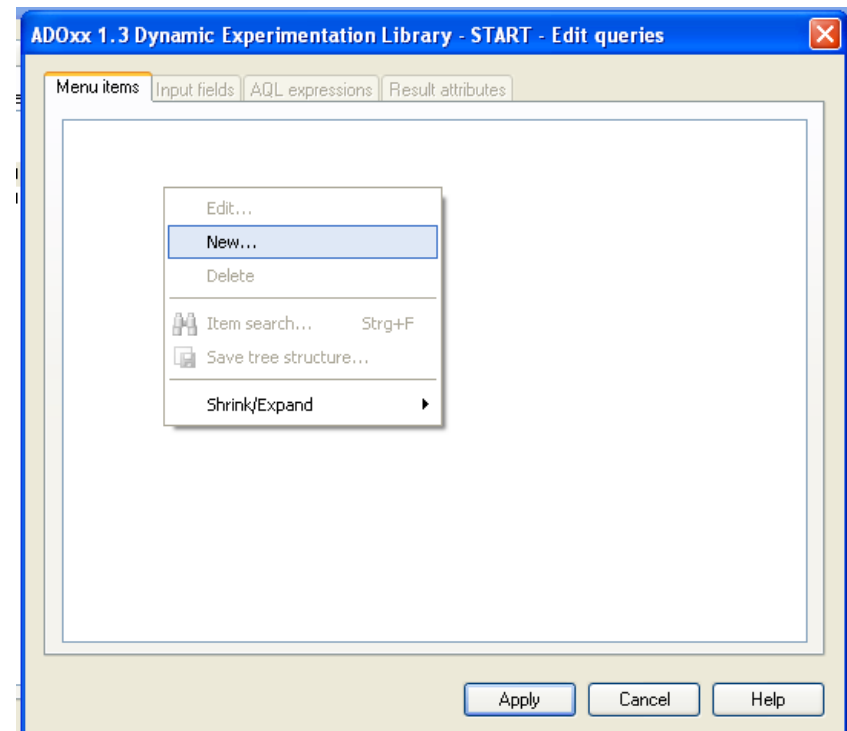 ADOxx 1.3 Dynamic Experimentation Library - START - Edit queries
Menu items Input fields AQL expressions Result attributes
Edit...
New...
Delete
Item search... Strg+F
Save tree structure...
Shrink/Expand
Apply Cancel Help